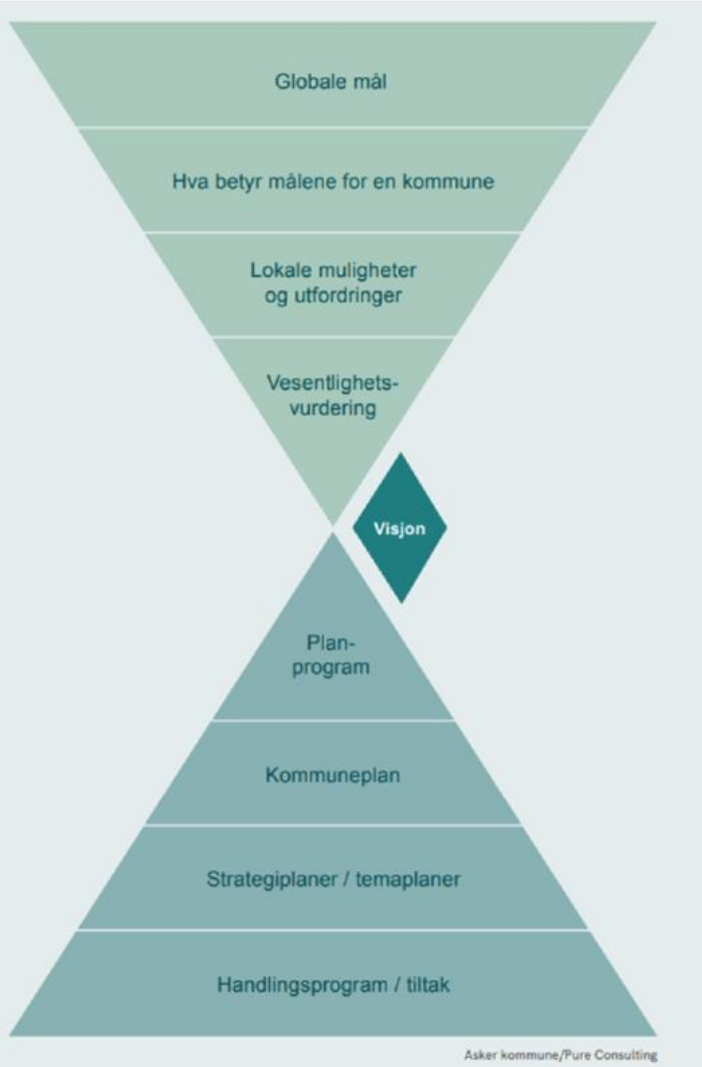 Globale mål
Hva betyr målene for en kommune
Lokale muligheter
og utfordringer
Vesentlighets-
vurdering
Visjon
Plan-
program
Kommuneplan
Strategiplaner / temaplaner
Handlingsprogram / tiltak
Asker kommune/Pure Consulting